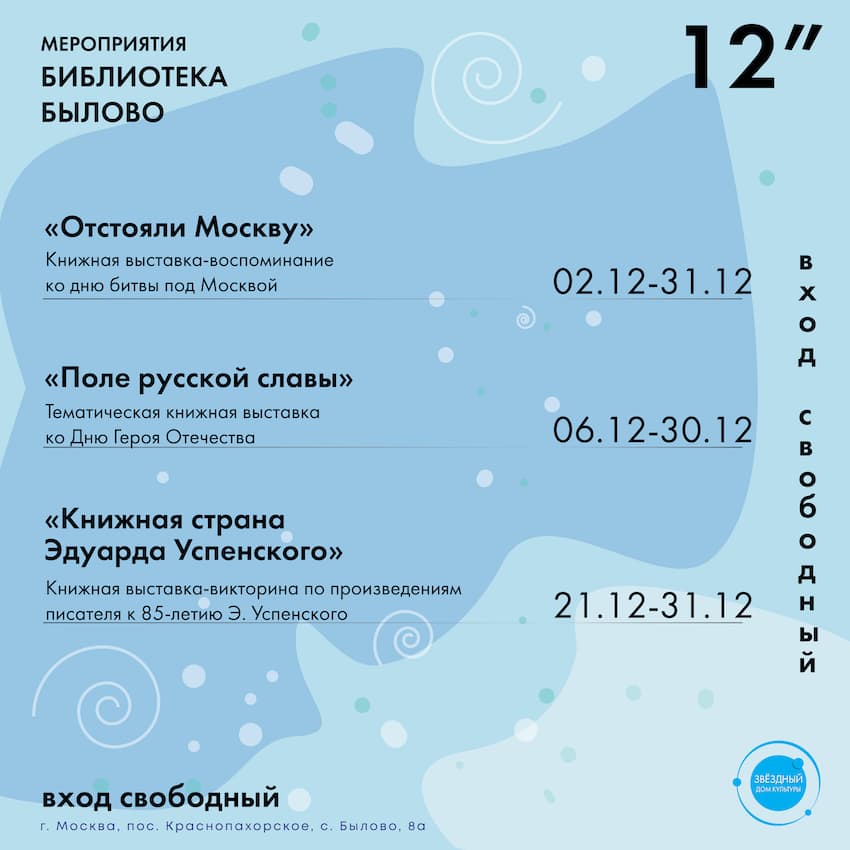 МЕРОПРИЯТИЯ
БИБЛИОТЕКА
БЫЛОВО
12”
«Отстояли Москву»
Книжная выставка-воспоминание
ко дню битвы под Москвой
02.12-31.12
«Поле русской славы»
Тематическая книжная выставка
ко Дню Героя Отечества
06.12-30.12
«Книжная страна
Эдуарда Успенского»
Книжная выставка-викторина по произведениям
писателя к 85-летию Э. Успенского
21.12-31.12
вход свободный
вход свободный
г. Москва, пос. Краснопахорское, с. Былово, 8а
ЗВЁЗДНЫЙ
ДОМ КУЛЬТУРЫ